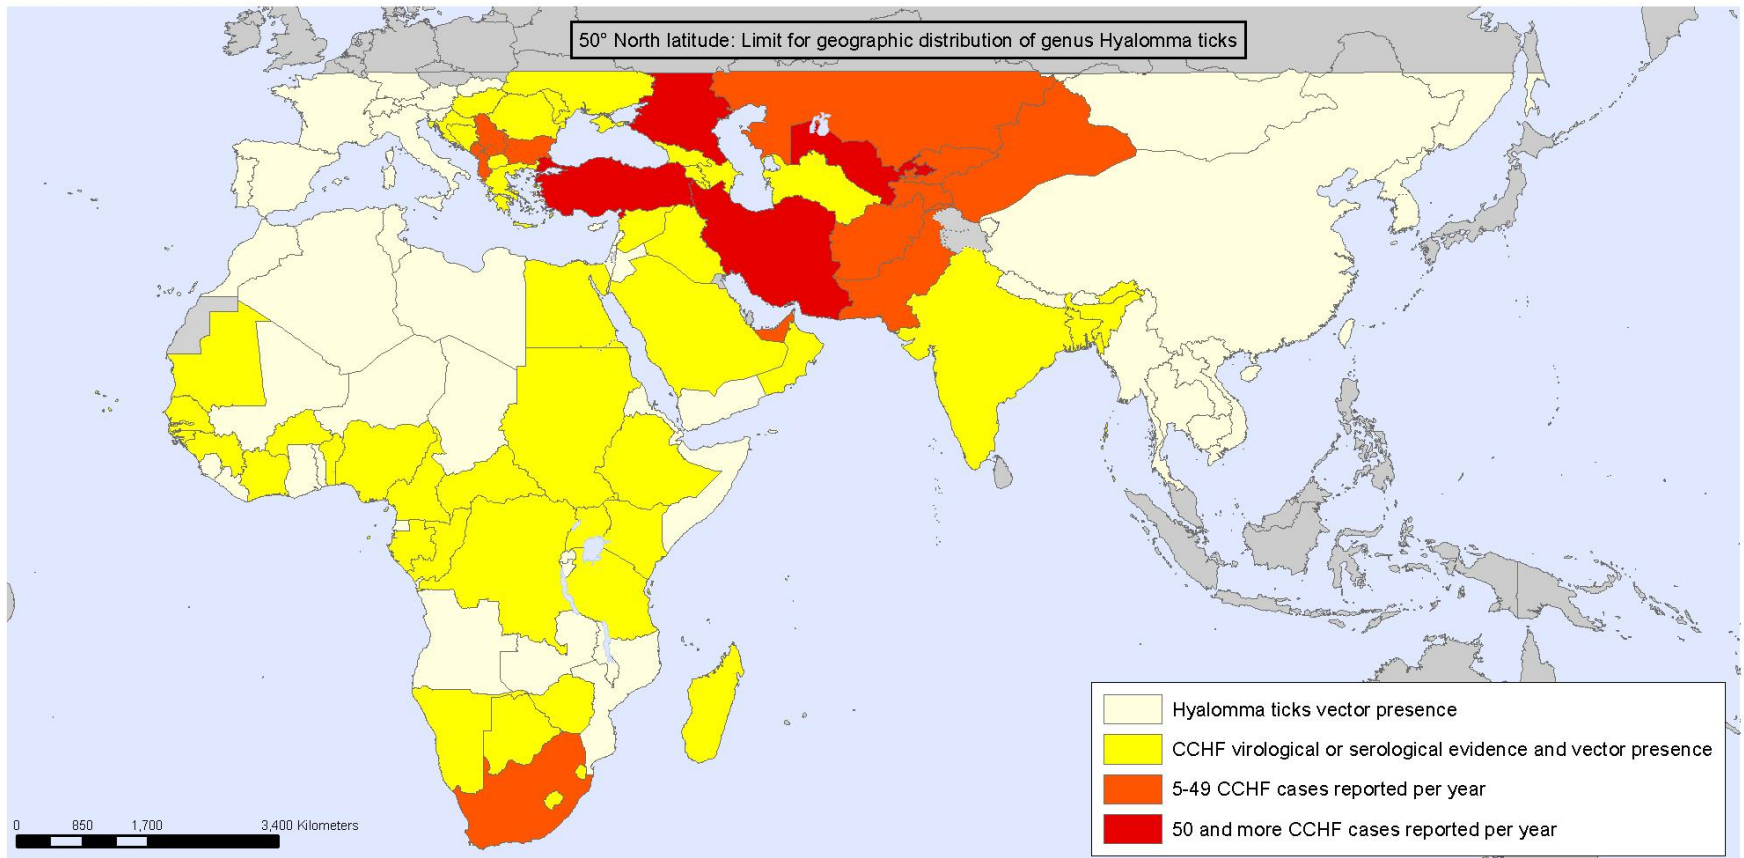 50° North latitude: Limit for geographic distribution of genus Hyalomma ticks
Hyalomma ticks vector presence
CCHF virological or serological evidence and vector presence
5-49 CCHF cases reported per year
50 and more CCHF cases reported per year
0 850 1,700 3,400 Kilometers